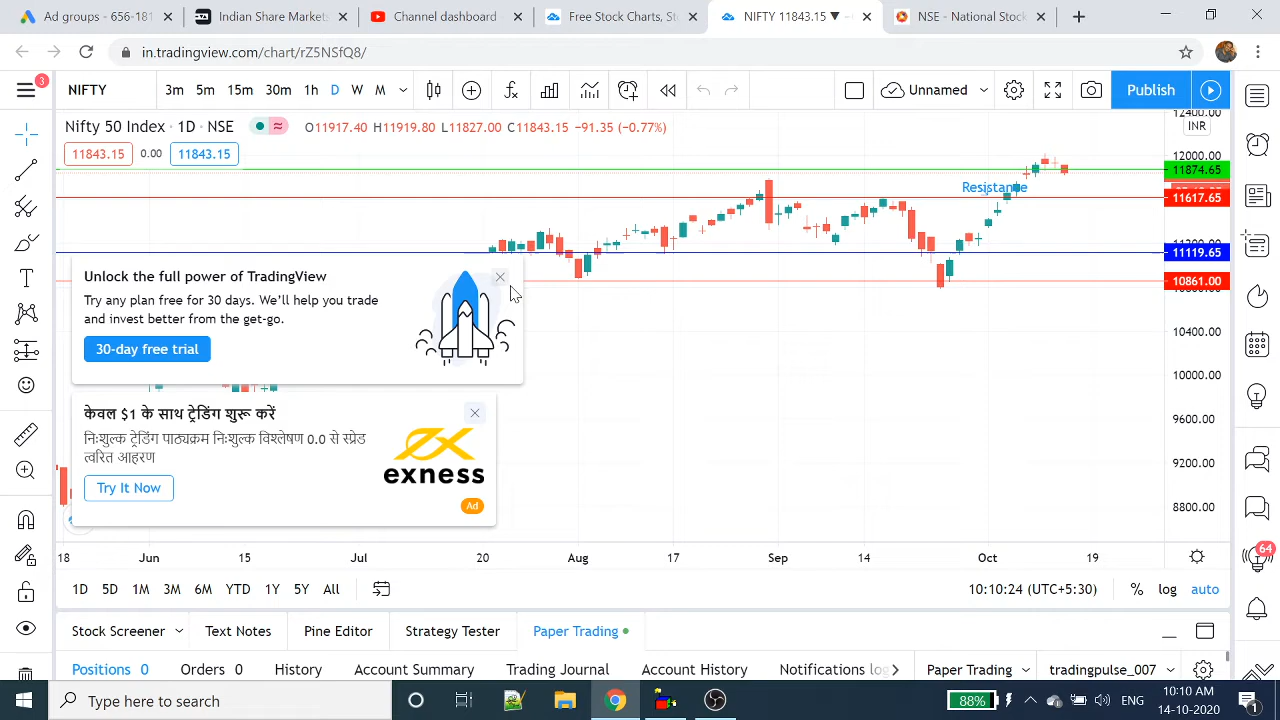 Ad groups - 656-181
Indian Share Markets
Channel dashboard
Free Stock Charts, St
NIFTY 11843.15 ▼ -
NSE - National Stock
in.tradingview.com/chart/rZ5NSfQ8/
3
NIFTY
3m 5m 15m 30m 1h D W M
Unnamed
Publish
Nifty 50 Index · 1D · NSE
O11917.40 H11919.80 L11827.00 C11843.15 −91.35 (−0.77%)
11843.15 0.00 11843.15
12400.00
INR
12000.00
11874.65
Resistance
11617.65
11119.65
10861.00
10400.00
10000.00
9600.00
9200.00
8800.00
Unlock the full power of TradingView
Try any plan free for 30 days. We'll help you trade
and invest better from the get-go.
30-day free trial
केवल $1 के साथ ट्रेडिंग शुरू करें
निःशुल्क ट्रेडिंग पाठ्यक्रम निःशुल्क विश्लेषण 0.0 से स्प्रेड
त्वरित आहरण
exness
Try It Now
Ad
18 Jun 15 Jul 20 Aug 17 Sep 14 Oct 19
1D 5D 1M 3M 6M YTD 1Y 5Y All
10:10:24 (UTC+5:30)
% log auto
64
Stock Screener Text Notes Pine Editor Strategy Tester Paper Trading
Positions 0 Orders 0 History Account Summary Trading Journal Account History Notifications log
Paper Trading tradingpulse_007
Type here to search
88%
ENG
10:10 AM
14-10-2020